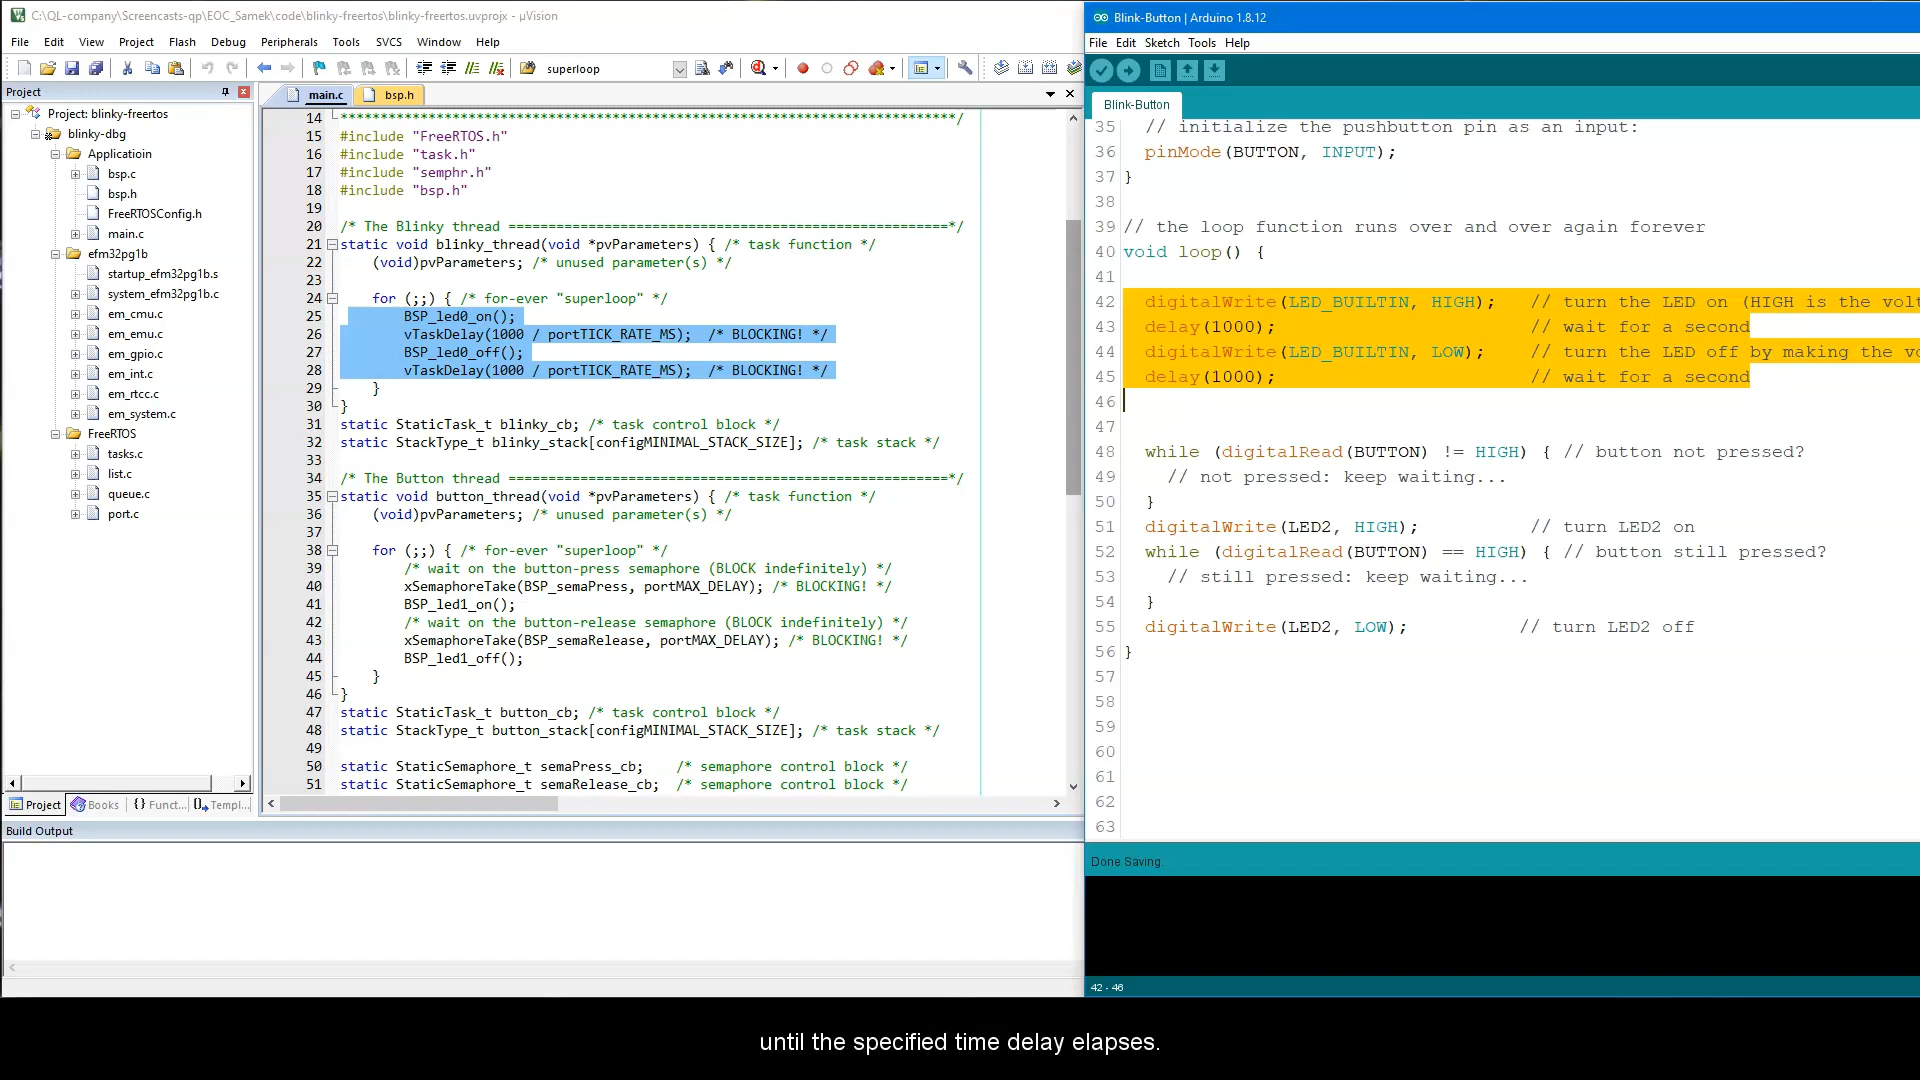 C:\QL-company\Screencasts-qp\EOC_Samek\code\blinky-freertos\blinky-freertos.uvprojx - µVision
File Edit View Project Flash Debug Peripherals Tools SVCS Window Help
superloop
Project
main.c bsp.h
Project: blinky-freertos
blinky-dbg
Applicatioin
bsp.c
bsp.h
FreeRTOSConfig.h
main.c
efm32pg1b
startup_efm32pg1b.s
system_efm32pg1b.c
em_cmu.c
em_emu.c
em_gpio.c
em_int.c
em_rtcc.c
em_system.c
FreeRTOS
tasks.c
list.c
queue.c
port.c
Project Books {} Funct... Templ...
14 *******************************************************************************/
15 #include "FreeRTOS.h"
16 #include "task.h"
17 #include "semphr.h"
18 #include "bsp.h"
19
20 /* The Blinky thread =======================================================*/
21 static void blinky_thread(void *pvParameters) { /* task function */
22 (void)pvParameters; /* unused parameter(s) */
23
24 for (;;) { /* for-ever "superloop" */
25 BSP_led0_on();
26 vTaskDelay(1000 / portTICK_RATE_MS); /* BLOCKING! */
27 BSP_led0_off();
28 vTaskDelay(1000 / portTICK_RATE_MS); /* BLOCKING! */
29 }
30 }
31 static StaticTask_t blinky_cb; /* task control block */
32 static StackType_t blinky_stack[configMINIMAL_STACK_SIZE]; /* task stack */
33
34 /* The Button thread =======================================================*/
35 static void button_thread(void *pvParameters) { /* task function */
36 (void)pvParameters; /* unused parameter(s) */
37
38 for (;;) { /* for-ever "superloop" */
39 /* wait on the button-press semaphore (BLOCK indefinitely) */
40 xSemaphoreTake(BSP_semaPress, portMAX_DELAY); /* BLOCKING! */
41 BSP_led1_on();
42 /* wait on the button-release semaphore (BLOCK indefinitely) */
43 xSemaphoreTake(BSP_semaRelease, portMAX_DELAY); /* BLOCKING! */
44 BSP_led1_off();
45 }
46 }
47 static StaticTask_t button_cb; /* task control block */
48 static StackType_t button_stack[configMINIMAL_STACK_SIZE]; /* task stack */
49
50 static StaticSemaphore_t semaPress_cb; /* semaphore control block */
51 static StaticSemaphore_t semaRelease_cb; /* semaphore control block */
Build Output
Blink-Button | Arduino 1.8.12
File Edit Sketch Tools Help
Blink-Button
35 // initialize the pushbutton pin as an input:
36 pinMode(BUTTON, INPUT);
37 }
38
39 // the loop function runs over and over again forever
40 void loop() {
41
42 digitalWrite(LED_BUILTIN, HIGH); // turn the LED on (HIGH is the volt
43 delay(1000); // wait for a second
44 digitalWrite(LED_BUILTIN, LOW); // turn the LED off by making the vo
45 delay(1000); // wait for a second
46
47
48 while (digitalRead(BUTTON) != HIGH) { // button not pressed?
49 // not pressed: keep waiting...
50 }
51 digitalWrite(LED2, HIGH); // turn LED2 on
52 while (digitalRead(BUTTON) == HIGH) { // button still pressed?
53 // still pressed: keep waiting...
54 }
55 digitalWrite(LED2, LOW); // turn LED2 off
56 }
57
58
59
60
61
62
63
Done Saving.
42 - 46
until the specified time delay elapses.